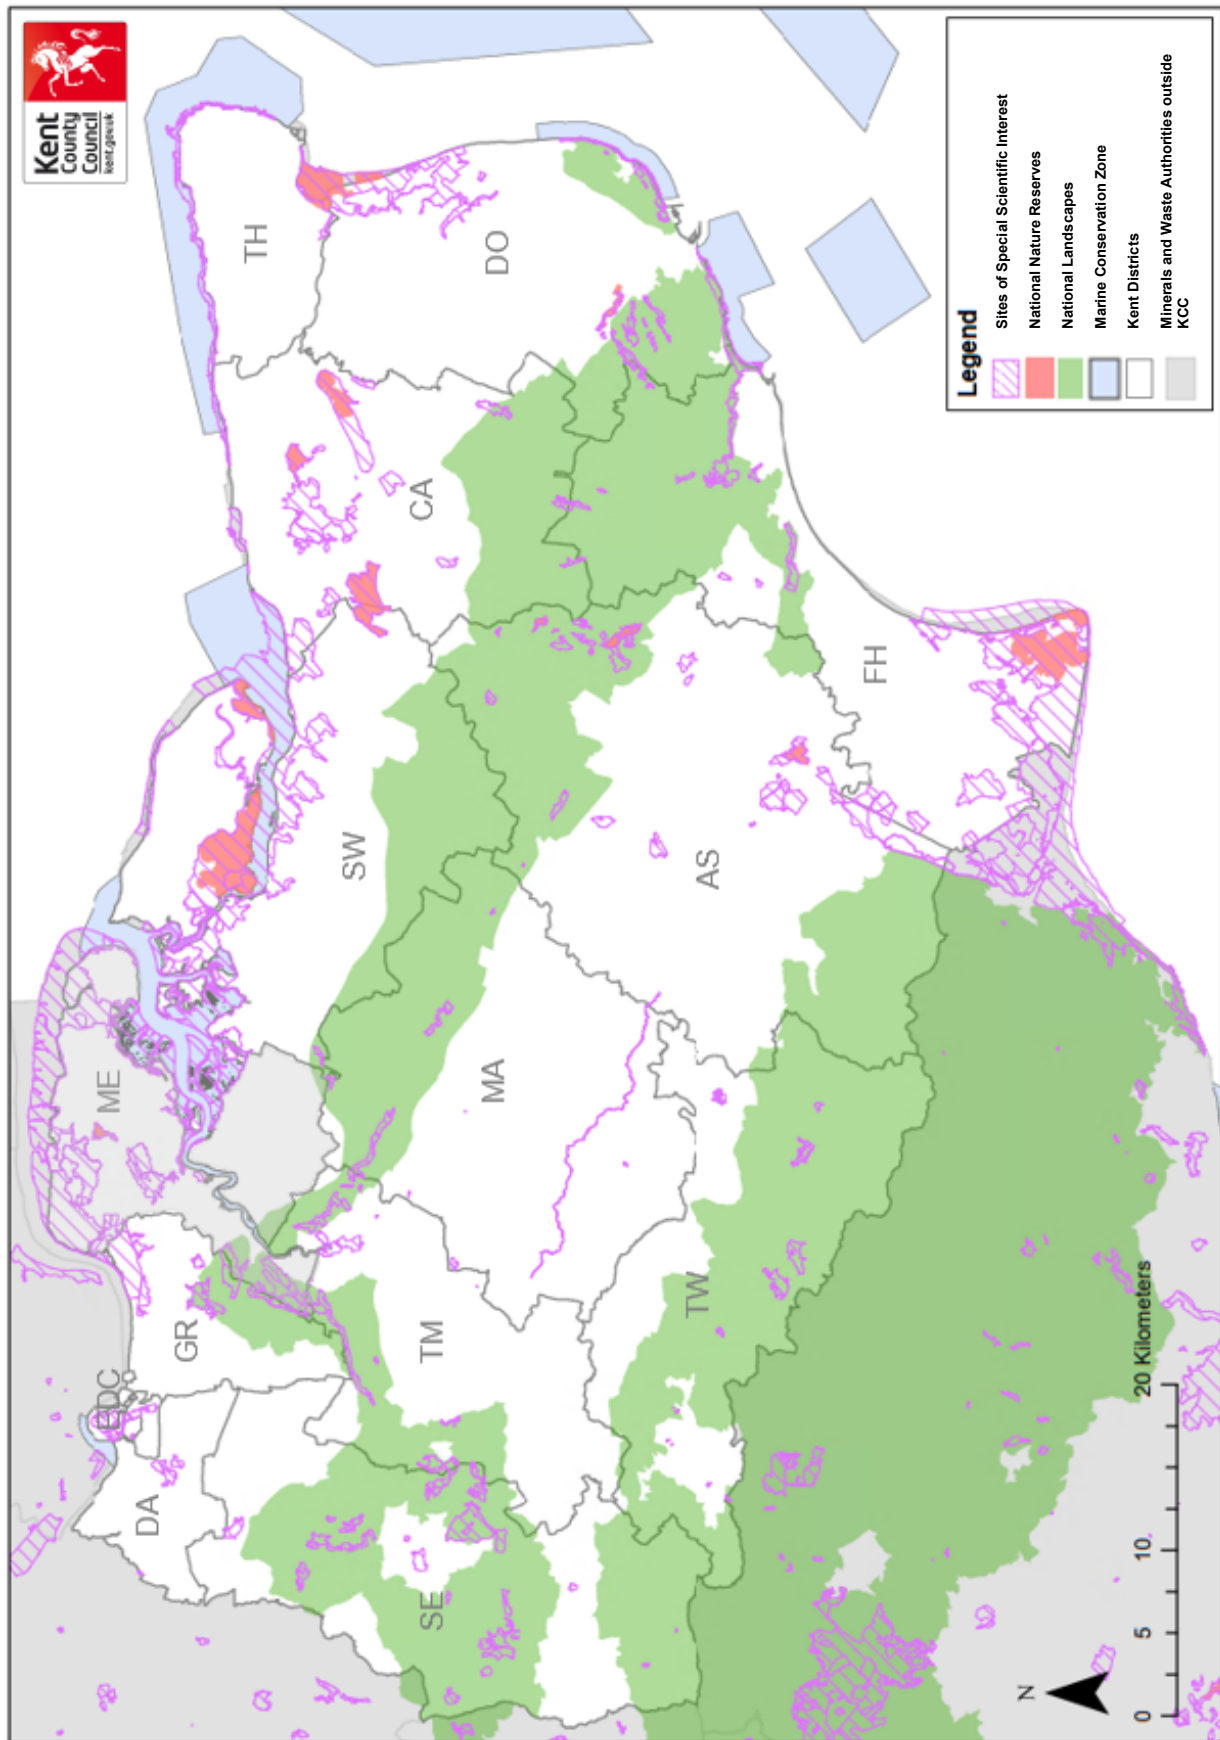 Kent
County
Council
kent.gov.uk
TH
DO
CA
FH
SW
AS
ME
MA
GR
TM
TW
EDC
DA
SE
Legend
Sites of Special Scientific Interest
National Nature Reserves
National Landscapes
Marine Conservation Zone
Kent Districts
Minerals and Waste Authorities outside
KCC
N
0 5 10 20 Kilometers